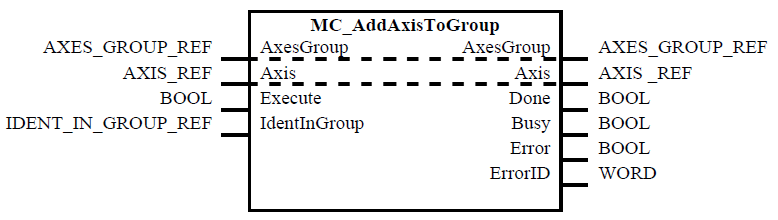 MC_AddAxisToGroup
AXES_GROUP_REF AxesGroup AxesGroup AXES_GROUP_REF
AXIS_REF Axis Axis AXIS _REF
BOOL Execute Done BOOL
IDENT_IN_GROUP_REF IdentInGroup Busy BOOL
Error BOOL
ErrorID WORD